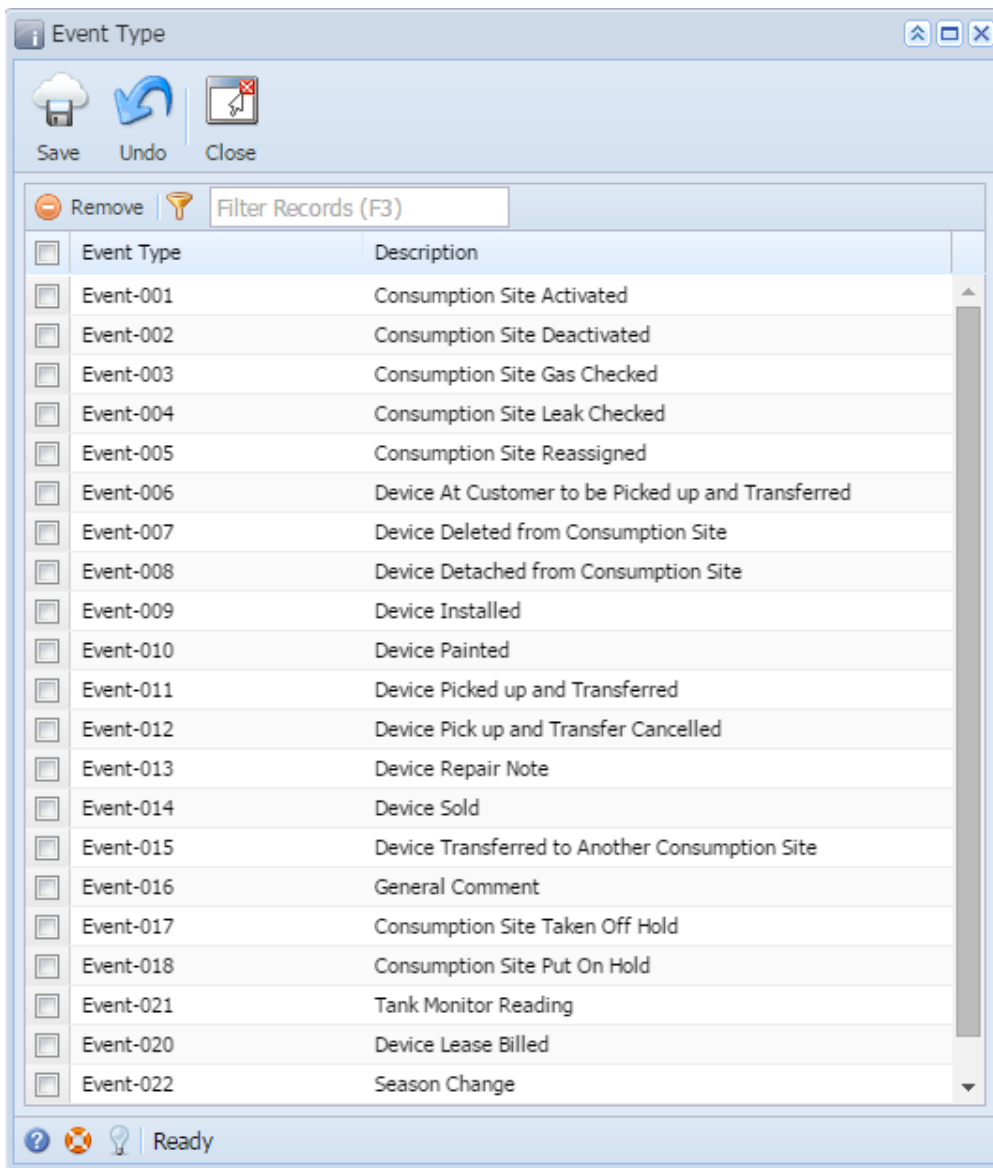 Event Type
Save Undo Close
Remove Filter Records (F3)
Event Type Description
Event-001 Consumption Site Activated
Event-002 Consumption Site Deactivated
Event-003 Consumption Site Gas Checked
Event-004 Consumption Site Leak Checked
Event-005 Consumption Site Reassigned
Event-006 Device At Customer to be Picked up and Transferred
Event-007 Device Deleted from Consumption Site
Event-008 Device Detached from Consumption Site
Event-009 Device Installed
Event-010 Device Painted
Event-011 Device Picked up and Transferred
Event-012 Device Pick up and Transfer Cancelled
Event-013 Device Repair Note
Event-014 Device Sold
Event-015 Device Transferred to Another Consumption Site
Event-016 General Comment
Event-017 Consumption Site Taken Off Hold
Event-018 Consumption Site Put On Hold
Event-021 Tank Monitor Reading
Event-020 Device Lease Billed
Event-022 Season Change
Ready